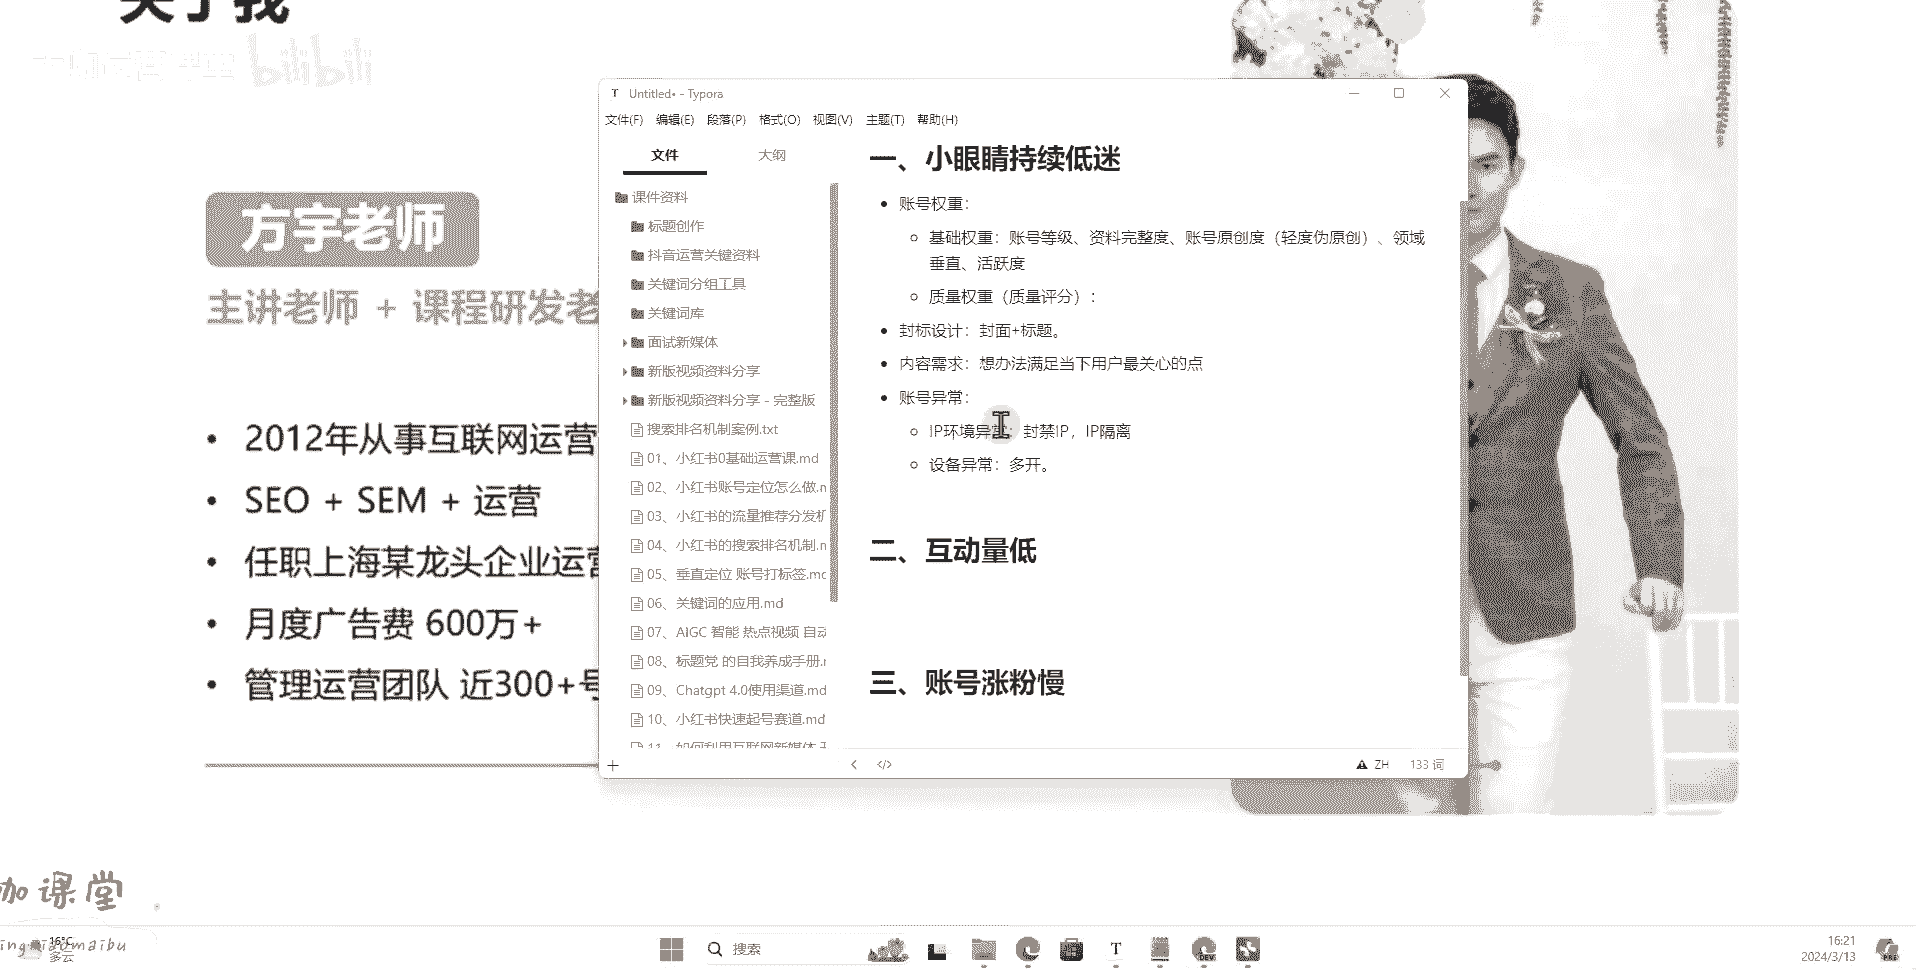 关于我
bilibili
方宇老师
主讲老师 + 课程研发老
2012年从事互联网运营
SEO + SEM + 运营
任职上海某龙头企业运营
月度广告费 600万+
管理运营团队 近300+号
Untitled• - Typora
文件(F) 编辑(E) 段落(P) 格式(O) 视图(V) 主题(T) 帮助(H)
文件 大纲
课件资料
标题创作
抖音运营关键资料
关键词分组工具
关键词库
面试新媒体
新版视频资料分享
新版视频资料分享 - 完整版
搜索排名机制案例.txt
01、小红书0基础运营课.md
02、小红书账号定位怎么做.m
03、小红书的流量推荐分发机
04、小红书的搜索排名机制.m
05、垂直定位 账号打标签.mc
06、关键词的应用.md
07、AIGC 智能 热点视频 自动
08、标题党 的自我养成手册.r
09、Chatgpt 4.0使用渠道.md
10、小红书快速起号赛道.md
11、如何利用互联网新媒体
一、小眼睛持续低迷
账号权重：
基础权重：账号等级、资料完整度、账号原创度（轻度伪原创）、领域
垂直、活跃度
质量权重（质量评分）：
封标设计：封面+标题。
内容需求：想办法满足当下用户最关心的点
账号异常：
IP环境异常：封禁IP，IP隔离
设备异常：多开。
二、互动量低
三、账号涨粉慢
ZH 133 词
加课堂
16°C
多云
搜索
16:21
2024/3/13